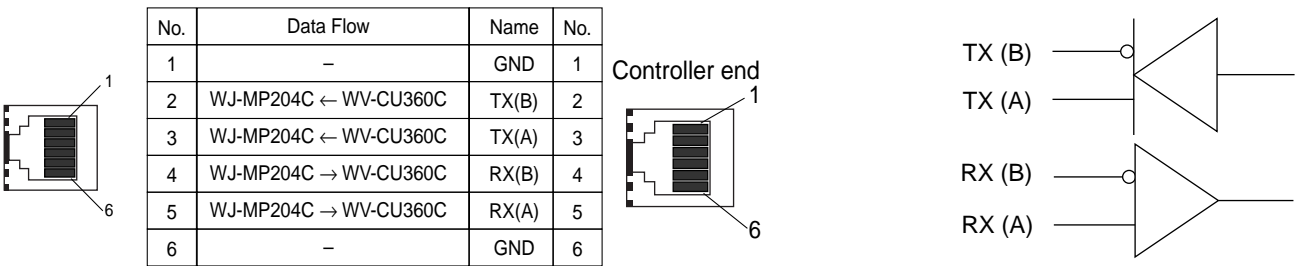 No. Data Flow Name No.
1 – GND 1
2 WJ-MP204C ← WV-CU360C TX(B) 2
3 WJ-MP204C ← WV-CU360C TX(A) 3
4 WJ-MP204C → WV-CU360C RX(B) 4
5 WJ-MP204C → WV-CU360C RX(A) 5
6 – GND 6
1
6
Controller end
1
6
TX (B)
TX (A)
RX (B)
RX (A)